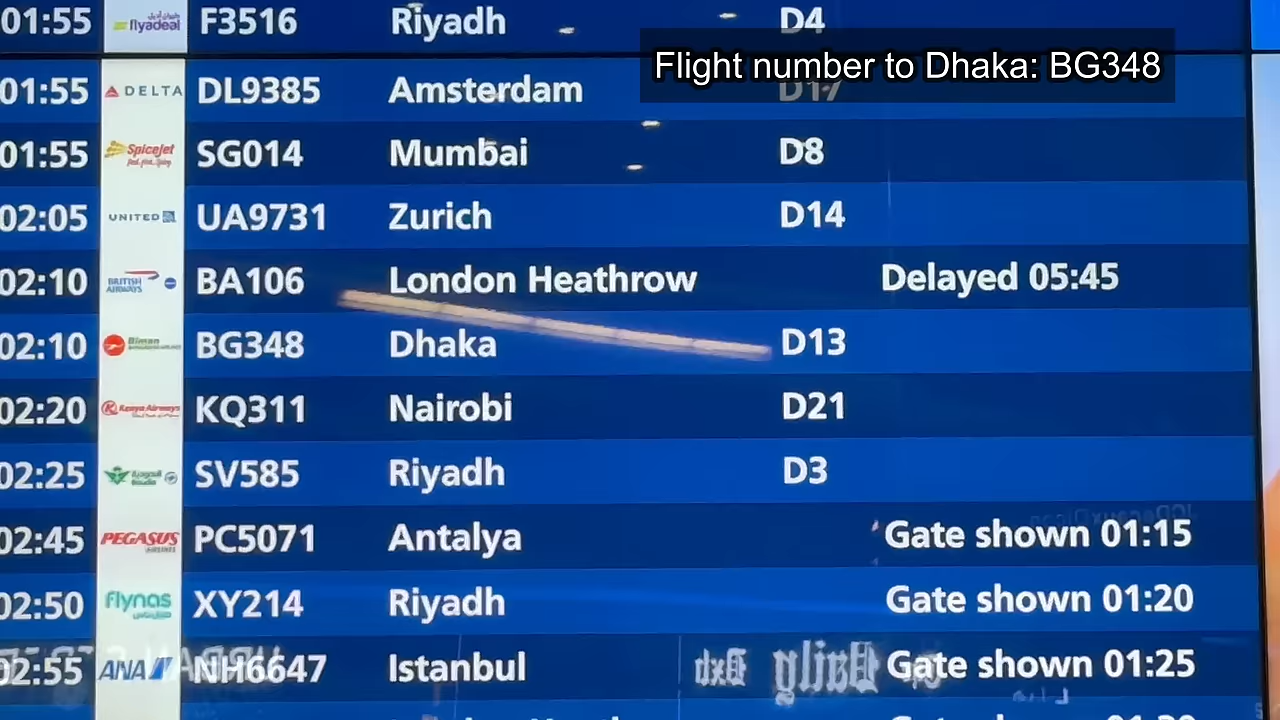 01:55 flyadeal F3516 Riyadh D4
Flight number to Dhaka: BG348
01:55 DELTA DL9385 Amsterdam D17
01:55 Spicejet SG014 Mumbai D8
02:05 UNITED UA9731 Zurich D14
02:10 BRITISH AIRWAYS BA106 London Heathrow Delayed 05:45
02:10 Biman BG348 Dhaka D13
02:20 Kenya Airways KQ311 Nairobi D21
02:25 Saudia SV585 Riyadh D3
02:45 PEGASUS AIRLINES PC5071 Antalya Gate shown 01:15
02:50 flynas XY214 Riyadh Gate shown 01:20
02:55 ANA NH6647 Istanbul Gate shown 01:25